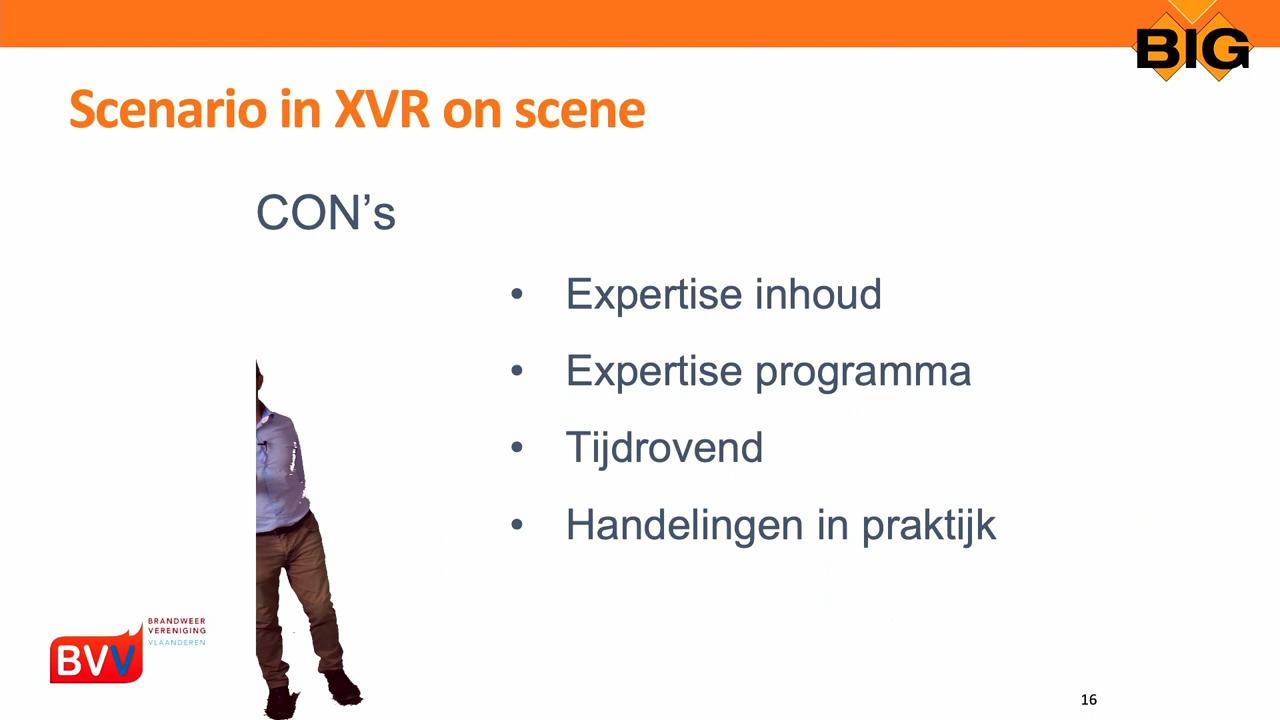 BIG
Scenario in XVR on scene
CON’s
• Expertise inhoud
• Expertise programma
• Tijdrovend
• Handelingen in praktijk
BRANDWEER
VERENIGING
VLAANDEREN
BVV
16